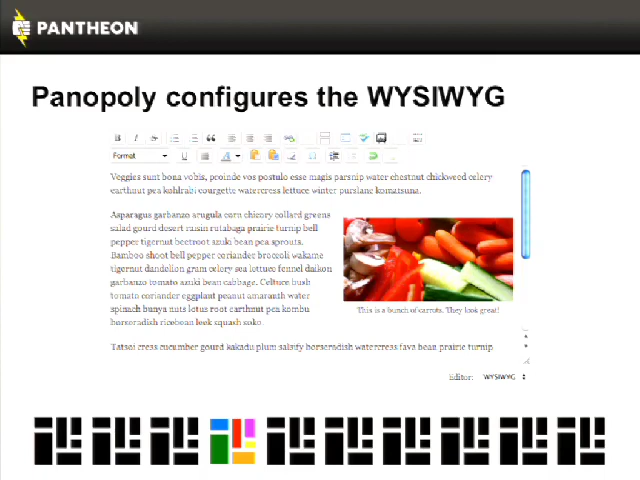 PANTHEON
Panopoly configures the WYSIWYG
B I S
Format U A
Veggies sunt bona vobis, proinde vos postulo esse magis parsnip water chestnut chickweed celery
earthnut pea kohlrabi courgette watercress lettuce winter purslane komatsuna.
Asparagus garbanzo arugula corn chicory collard greens
salad gourd desert raisin rutabaga prairie turnip bell
pepper tigernut beetroot azuki bean pea sprouts.
Bamboo shoot bell pepper coriander broccoli wakame
tigernut dandelion gram celery sea lettuce fennel daikon
garbanzo tomato azuki bean cabbage. Celtuce bush
tomato coriander eggplant peanut amaranth water
spinach bunya nuts lotus root earthnut pea kombu
horseradish ricebean leek squash soko.
This is a bunch of carrots. They look great!
Tatsoi cress cucumber gourd kakadu plum salsify horseradish watercress fava bean prairie turnip
Editor: WYSIWYG